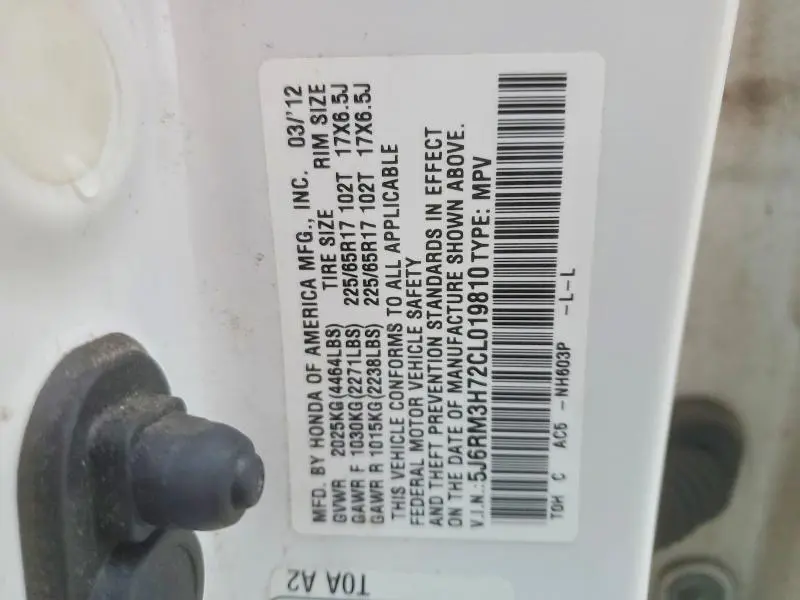 MFD. BY HONDA OF AMERICA MFG., INC. 03/'12
GVWR 2025KG(4464LBS) TIRE SIZE RIM SIZE
GAWR F 1030KG(2271LBS) 225/65R17 102T 17X6.5J
GAWR R 1015KG(2238LBS) 225/65R17 102T 17X6.5J
THIS VEHICLE CONFORMS TO ALL APPLICABLE
FEDERAL MOTOR VEHICLE SAFETY
AND THEFT PREVENTION STANDARDS IN EFFECT
ON THE DATE OF MANUFACTURE SHOWN ABOVE.
V.I.N.:5J6RM3H72CL019810 TYPE: MPV
TOH C AC5 -NH603P -L-L
T0A A2